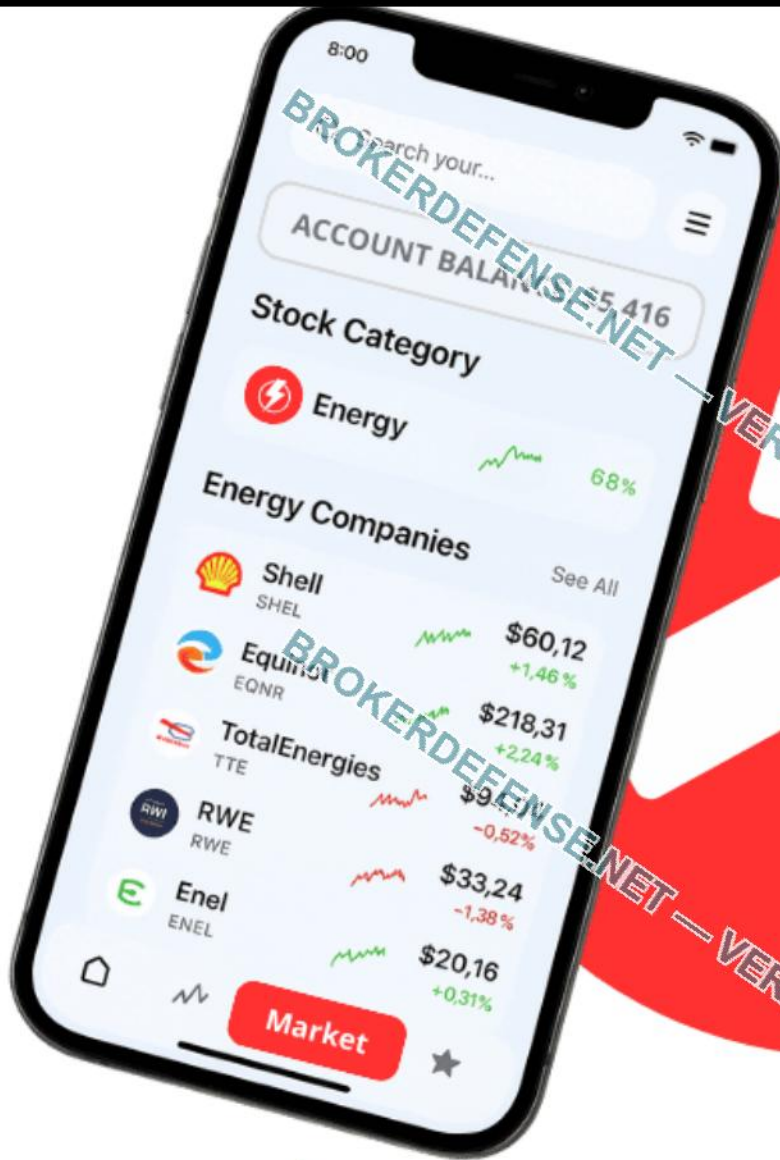 8:00
Search your...
ACCOUNT BALANCE $5,416
Stock Category
Energy
68%
Energy Companies
See All
Shell
SHEL
$60,12
+1,46%
Equinor
EQNR
$218,31
+2,24%
TotalEnergies
TTE
-0,52%
RWE
RWE
$33,24
-1,38%
Enel
ENEL
$20,16
+0,31%
Market
BROKERDEFENSE.NET — VER
BROKERDEFENSE.NET — VER